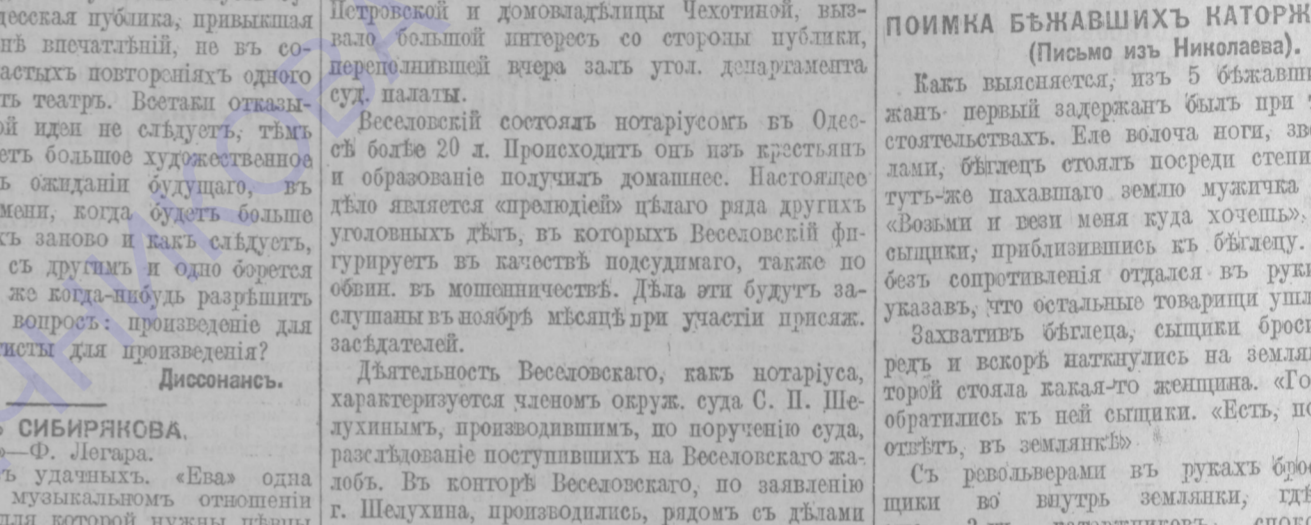 десская публика, привыкшая
нѣ впечатлѣній, не въ со-
астыхъ повтореніяхъ одного
ть театръ. Всетаки отказы-
ой идеи не слѣдуетъ, тѣмъ
етъ большое художественное
ь ожиданіи будущаго, въ
мени, когда будетъ больше
хъ заново и какъ слѣдуетъ,
съ другимъ и одно борется
же когда-нибудь разрѣшить
вопросъ: произведеніе для
тисты для произведенія?
Диссонансъ.
СИБИРЯКОВА.
»—Ф. Легара.
ъ удачныхъ. «Ева» одна
музыкальномъ отношеніи
для которой нужны пѣвцы
Петровской и домовладѣлицы Чехотиной, выз-
вало большой интересъ со стороны публики,
переполнившей вчера залъ угол. департамента
суд. палаты.
Веселовскій состоялъ нотаріусомъ въ Одес-
сѣ болѣе 20 л. Происходитъ онъ изъ крестьянъ
и образованіе получилъ домашнее. Настоящее
дѣло является «прелюдіей» цѣлаго ряда другихъ
уголовныхъ дѣлъ, въ которыхъ Веселовскій фи-
гурируетъ въ качествѣ подсудимаго, также по
обвин. въ мошенничествѣ. Дѣла эти будутъ за-
слушаны въ ноябрѣ мѣсяцѣ при участіи присяж.
засѣдателей.
Дѣятельность Веселовскаго, какъ нотаріуса,
характеризуется членомъ окруж. суда С. П. Ше-
лухинымъ, производившимъ, по порученію суда,
разслѣдованіе поступившихъ на Веселовскаго жа-
лобъ. Въ конторѣ Веселовскаго, по заявленію
г. Шелухина, производились, рядомъ съ дѣлами
ПОИМКА БѢЖАВШИХЪ КАТОРЖ
(Письмо изъ Николаева).
Какъ выясняется, изъ 5 бѣжавши
жанъ первый задержанъ былъ при
стоятельствахъ. Еле волоча ноги, зв
лами, бѣглецъ стоялъ посреди степи
тутъ-же пахавшаго землю мужичка
«Возьми и вези меня куда хочешь»,
сыщики, приблизившись къ бѣглецу.
безъ сопротивленія отдался въ руки
указавъ, что остальные товарищи ушл
Захвативъ бѣглеца, сыщики брос
редъ и вскорѣ наткнулись на землян
торой стояла какая-то женщина. «Го
обратились къ ней сыщики. «Есть, по
отвѣтъ, въ землянкѣ»
Съ револьверами въ рукахъ брос
щики во внутрь землянки, гдѣ